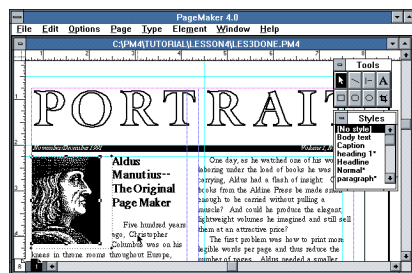 PageMaker 4.0
File Edit Options Page Type Element Window Help
C:\PM4\TUTORIAL\LESSON4\LES3DONE.PM4
Tools
A
PORTRAIT
Styles
[No style]
Body text
Caption
heading 1*
headline
Normal*
paragraph*
November/December 1991 Volume 1, N
Aldus
Manutius--
The Original
Page Maker
Five hundred years
ago, Christopher
Columbus was on his
knees in throne rooms throughout Europe,
One day, as he watched one of his wo
laboring under the load of books he was
carrying, Aldus had a flash of insight: C
books from the Aldine Press be made sma
enough to be carried without pulling a
muscle? And could he produce the elegant,
lightweight volumes he imagined and still sell
them at an attractive price?
The first problem was how to print more
legible words per page and thus reduce the
number of pages. Aldus needed a smaller